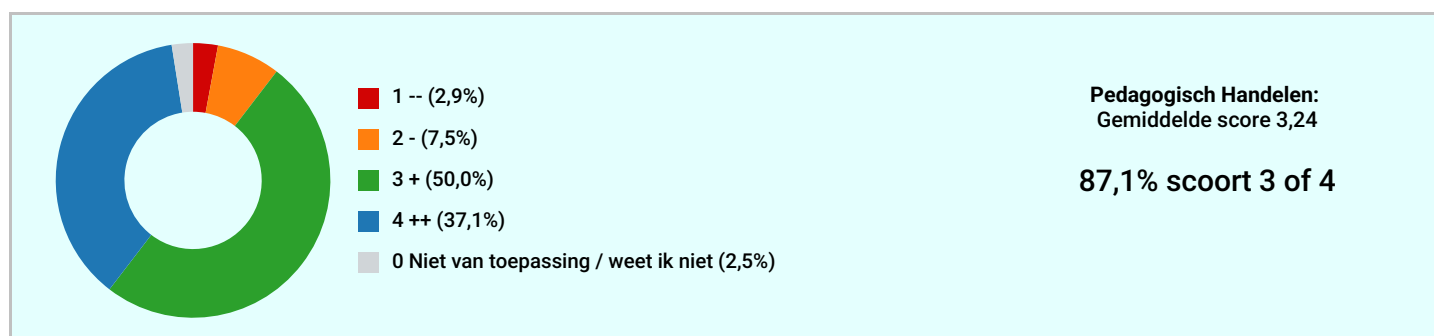 1 -- (2,9%)
2 - (7,5%)
3 + (50,0%)
4 ++ (37,1%)
0 Niet van toepassing / weet ik niet (2,5%)
Pedagogisch Handelen:
Gemiddelde score 3,24
87,1% scoort 3 of 4